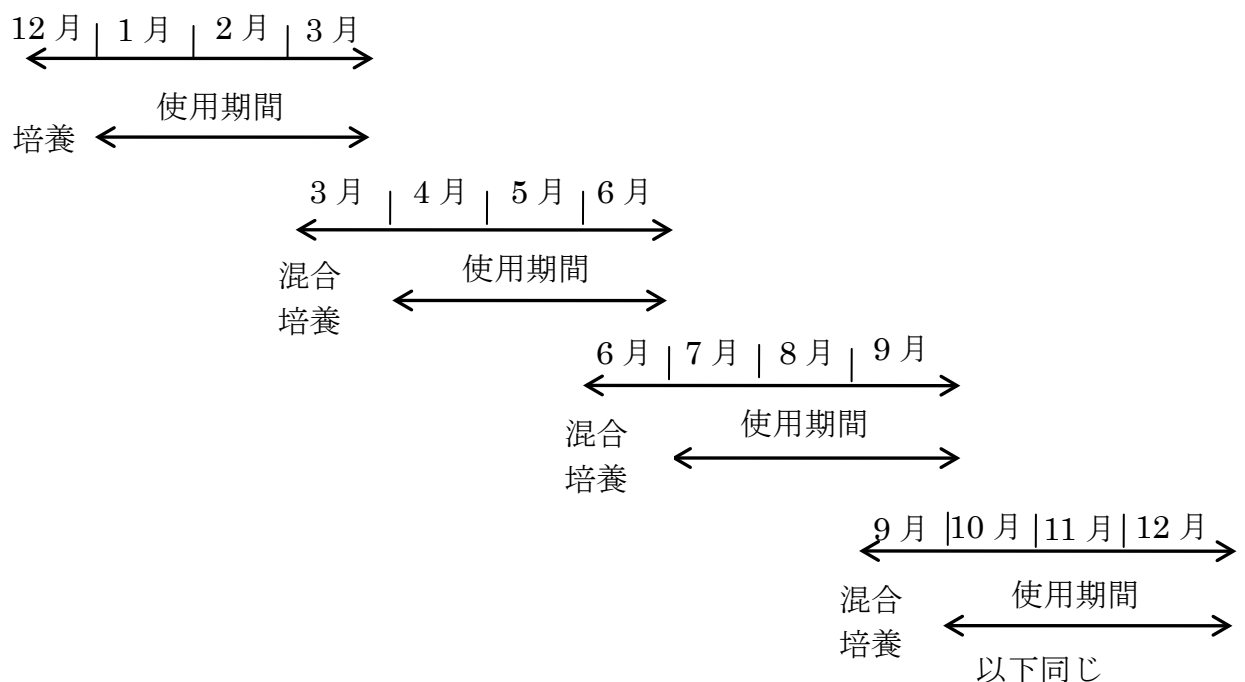 12 月 1 月 2 月 3 月
使用期間
培養
3 月 4 月 5 月 6 月
使用期間
混合
培養
6 月 7 月 8 月 9 月
使用期間
混合
培養
9 月 10 月 11 月 12 月
使用期間
混合
培養
以下同じ